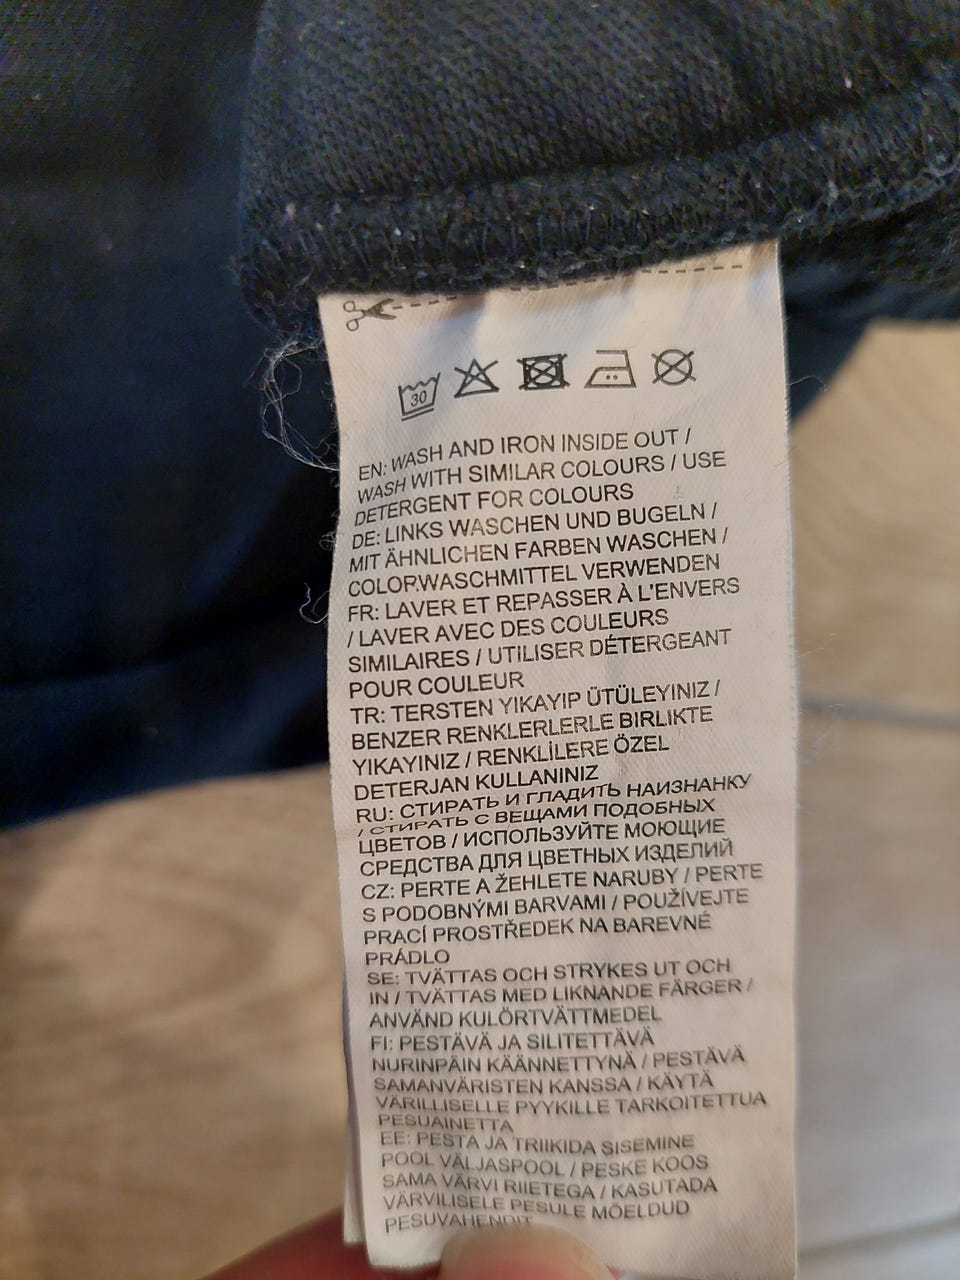 30
EN: WASH AND IRON INSIDE OUT /
WASH WITH SIMILAR COLOURS / USE
DETERGENT FOR COLOURS
DE: LINKS WASCHEN UND BUGELN /
MIT ÄHNLICHEN FARBEN WASCHEN /
COLOR.WASCHMITTEL VERWENDEN
FR: LAVER ET REPASSER À L'ENVERS
/ LAVER AVEC DES COULEURS
SIMILAIRES / UTILISER DÉTERGEANT
POUR COULEUR
TR: TERSTEN YIKAYIP ÜTÜLEYINIZ /
BENZER RENKLERLERLE BIRLIKTE
YIKAYINIZ / RENKLİLERE ÖZEL
DETERJAN KULLANINIZ
RU: СТИРАТЬ И ГЛАДИТЬ НАИЗНАНКУ
/ СТИРАТЬ С ВЕЩАМИ ПОДОБНЫХ
ЦВЕТОВ / ИСПОЛЬЗУЙТЕ МОЮЩИЕ
СРЕДСТВА ДЛЯ ЦВЕТНЫХ ИЗДЕЛИЙ
CZ: PERTE A ŽEHLETE NARUBY / PERTE
S PODOBNÝMI BARVAMI / POUŽÍVEJTE
PRACÍ PROSTŘEDEK NA BAREVNÉ
PRÁDLO
SE: TVÄTTAS OCH STRYKES UT OCH
IN / TVÄTTAS MED LIKNANDE FÄRGER /
ANVÄND KULÖRTVÄTTMEDEL
FI: PESTÄVÄ JA SILITETTÄVÄ
NURINPÄIN KÄÄNNETTYNÄ / PESTÄVÄ
SAMANVÄRISTEN KANSSA / KÄYTÄ
VÄRILLISELLE PYYKILLE TARKOITETTUA
PESUAINETTA
EE: PESTA JA TRIIKIDA SISEMINE
POOL VÄLJASPOOL / PESKE KOOS
SAMA VÄRVI RIIETEGA / KASUTADA
VÄRVILISELE PESULE MÕELDUD
PESUVAHENDIT